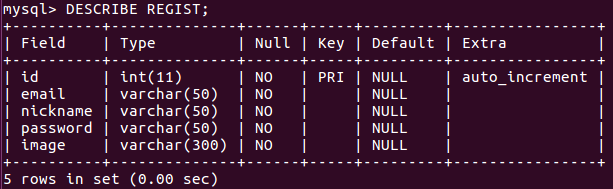 mysql> DESCRIBE REGIST;
+----------+--------------+------+-----+---------+----------------+
| Field    | Type         | Null | Key | Default | Extra          |
+----------+--------------+------+-----+---------+----------------+
| id       | int(11)      | NO   | PRI | NULL    | auto_increment |
| email    | varchar(50)  | NO   |     | NULL    |                |
| nickname | varchar(50)  | NO   |     | NULL    |                |
| password | varchar(50)  | NO   |     | NULL    |                |
| image    | varchar(300) | NO   |     | NULL    |                |
+----------+--------------+------+-----+---------+----------------+
5 rows in set (0.00 sec)